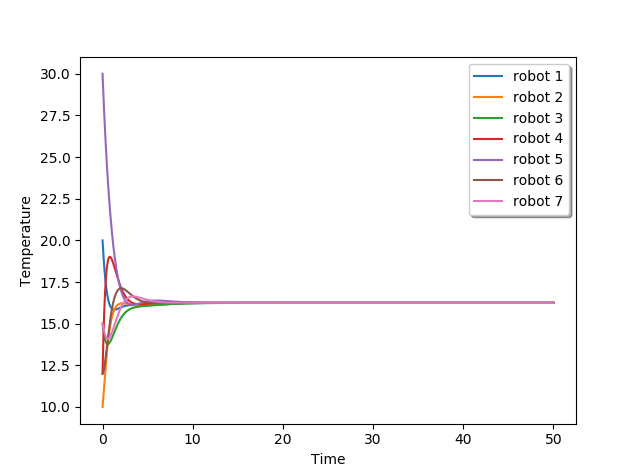 30.0
27.5
25.0
22.5
20.0
17.5
15.0
12.5
10.0
Temperature
0
10
20
30
40
50
Time
robot 1
robot 2
robot 3
robot 4
robot 5
robot 6
robot 7